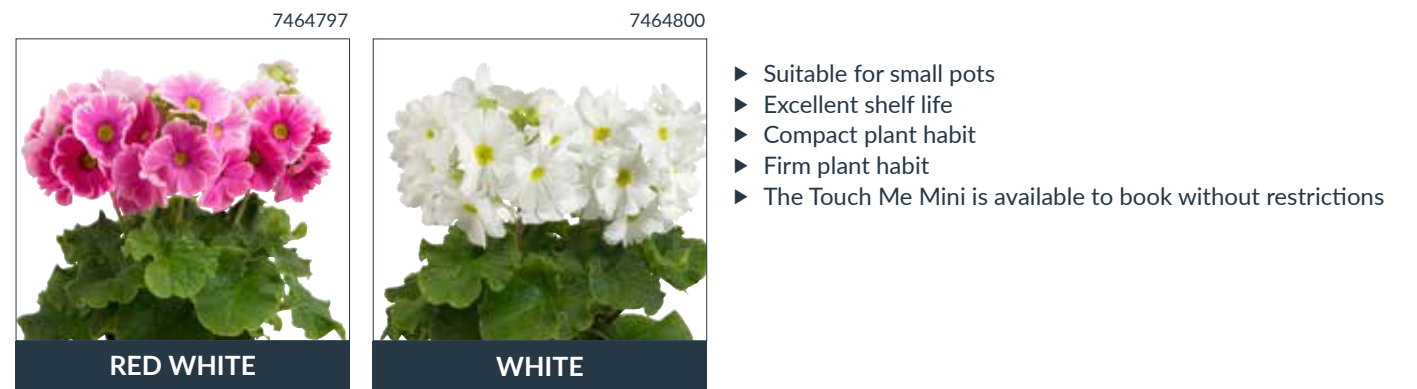 7464797
RED WHITE
7464800
WHITE
Suitable for small pots
Excellent shelf life
Compact plant habit
Firm plant habit
The Touch Me Mini is available to book without restrictions